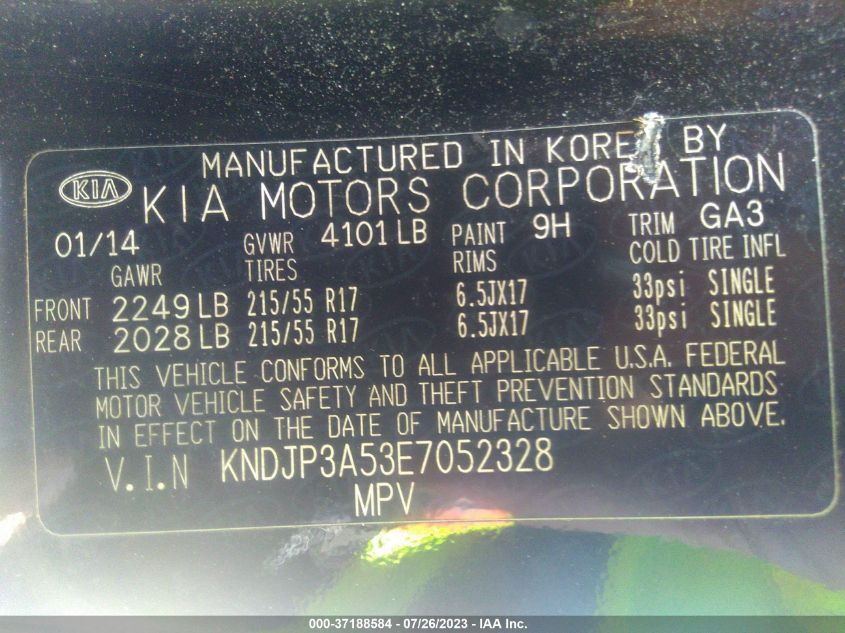 MANUFACTURED IN KOREA BY
KIA KIA MOTORS CORPORATION
01/14 GVWR 4101 LB PAINT 9H TRIM GA3
GAWR TIRES RIMS COLD TIRE INFL
FRONT 2249 LB 215/55 R17 6.5JX17 33psi SINGLE
REAR 2028 LB 215/55 R17 6.5JX17 33psi SINGLE
THIS VEHICLE CONFORMS TO ALL APPLICABLE U.S.A. FEDERAL
MOTOR VEHICLE SAFETY AND THEFT PREVENTION STANDARDS
IN EFFECT ON THE DATE OF MANUFACTURE SHOWN ABOVE.
V.I.N KNDJP3A53E7052328
MPV
000-37188584 - 07/26/2023 - IAA Inc.